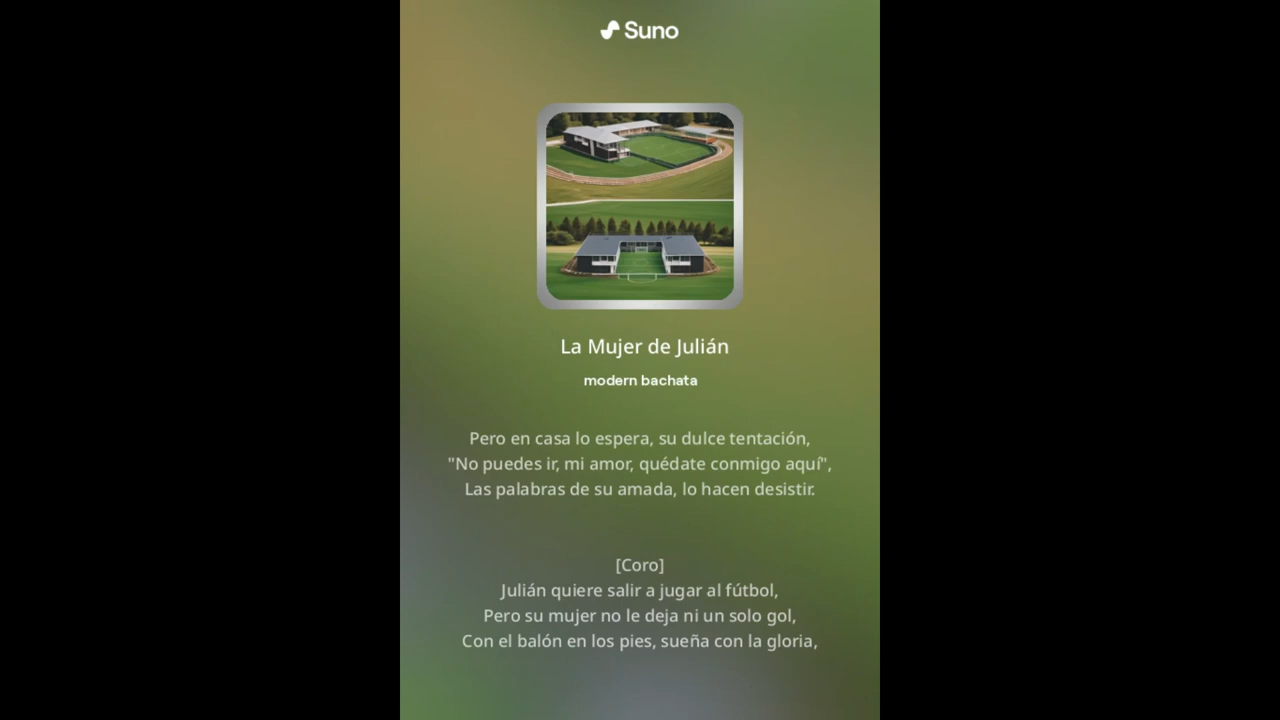 Suno
La Mujer de Julián
modern bachata
Pero en casa lo espera, su dulce tentación,
"No puedes ir, mi amor, quédate conmigo aquí",
Las palabras de su amada, lo hacen desistir.
[Coro]
Julián quiere salir a jugar al fútbol,
Pero su mujer no le deja ni un solo gol,
Con el balón en los pies, sueña con la gloria,